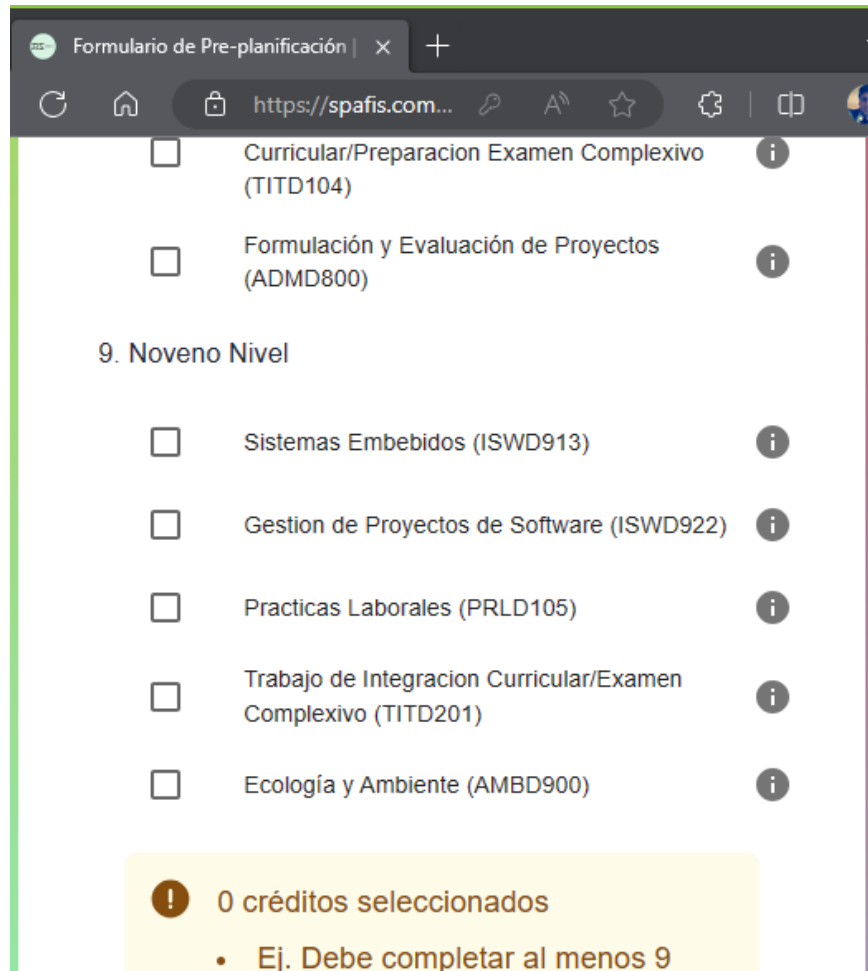 Formulario de Pre-planificación |
https://spafis.com...
Curricular/Preparacion Examen Complexivo
(TITD104)
Formulación y Evaluación de Proyectos
(ADMD800)
9. Noveno Nivel
Sistemas Embebidos (ISWD913)
Gestion de Proyectos de Software (ISWD922)
Practicas Laborales (PRLD105)
Trabajo de Integracion Curricular/Examen
Complexivo (TITD201)
Ecología y Ambiente (AMBD900)
0 créditos seleccionados
• Ej. Debe completar al menos 9